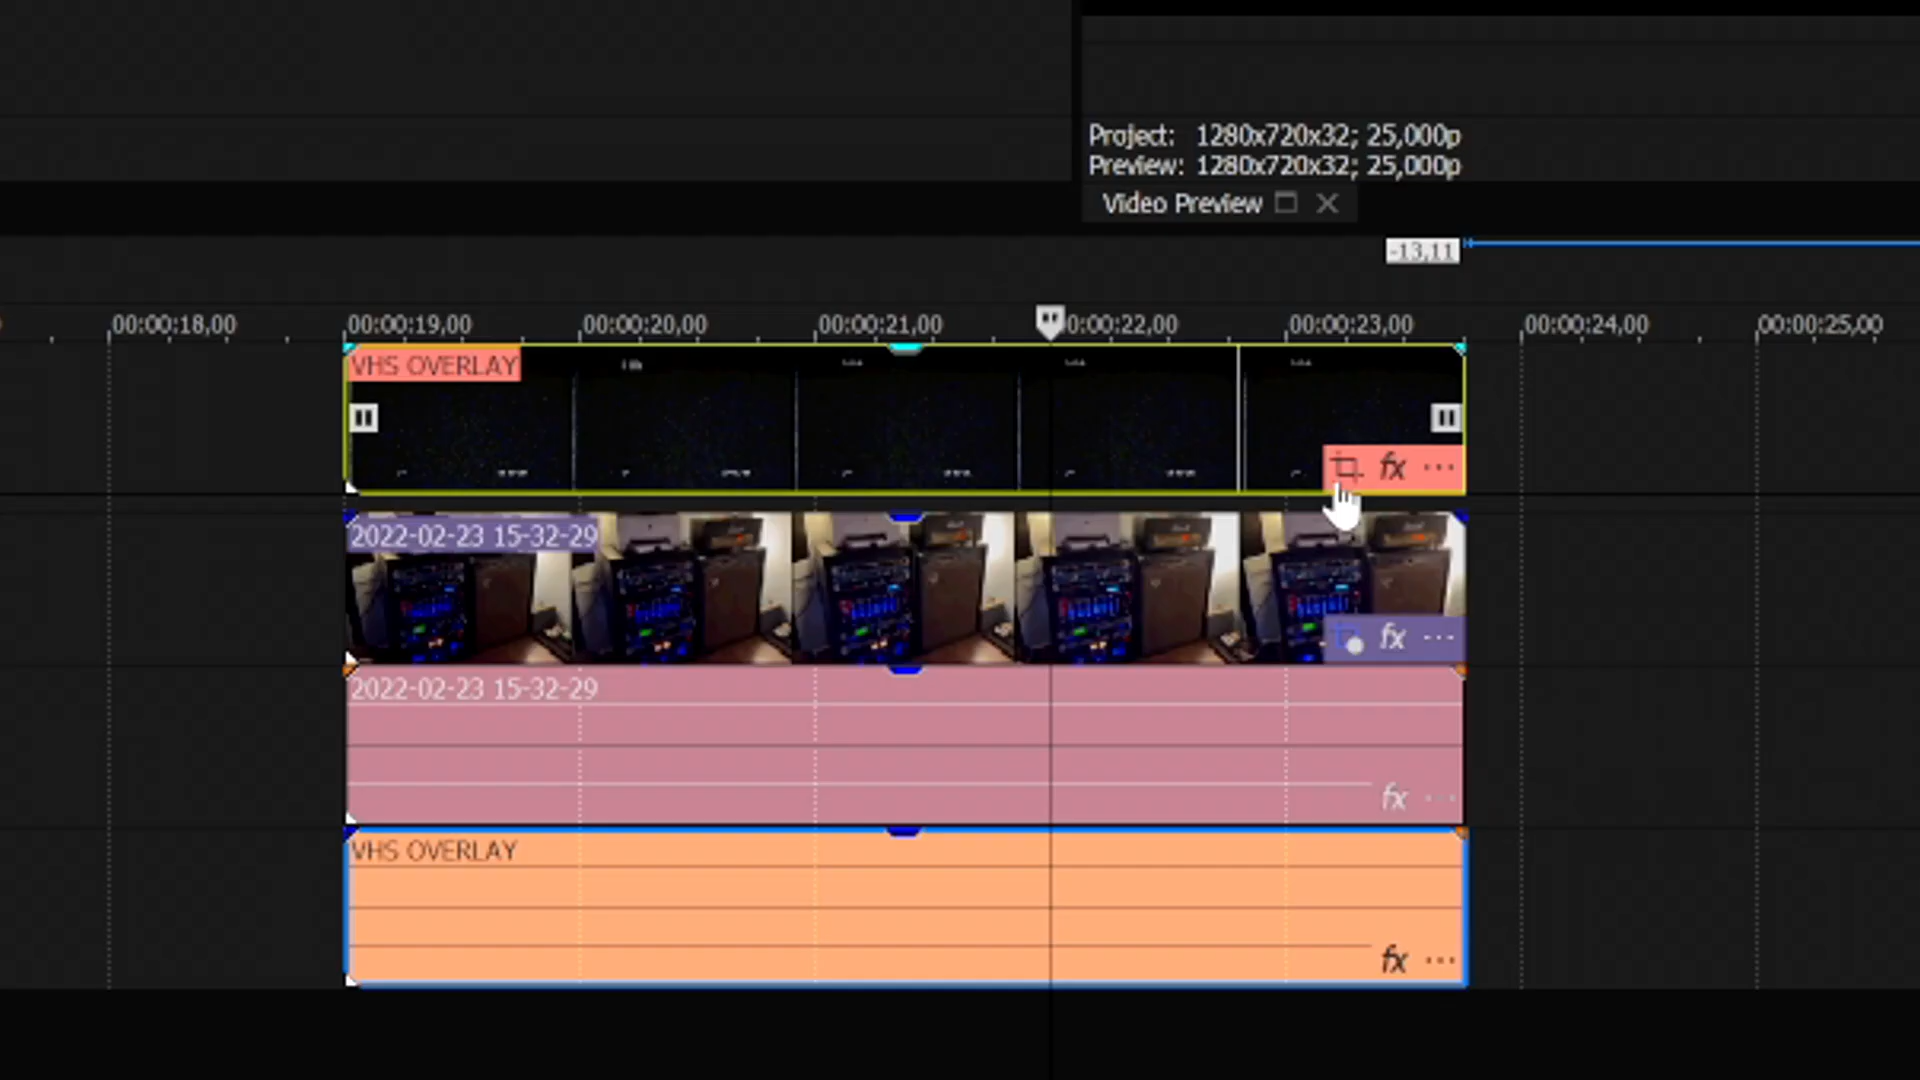 Project: 1280x720x32; 25,000p
Preview: 1280x720x32; 25,000p
Video Preview
-13,11
00:00:18,00 00:00:19,00 00:00:20,00 00:00:21,00 00:00:22,00 00:00:23,00 00:00:24,00 00:00:25,00
VHS OVERLAY
fx ...
2022-02-23 15-32-29
fx ...
2022-02-23 15-32-29
fx ...
VHS OVERLAY
fx ...